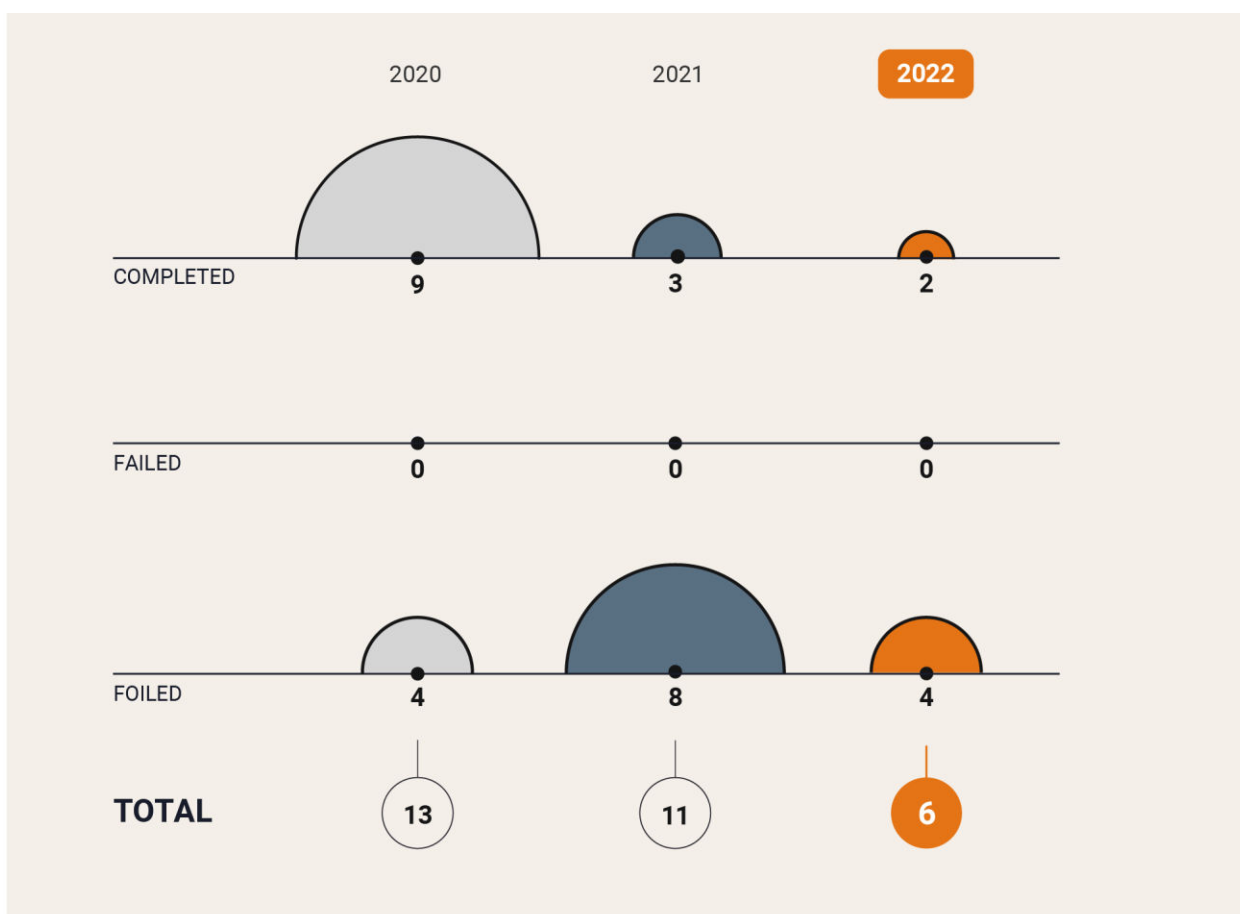 2020 2021 2022
COMPLETED
9 3 2
FAILED
0 0 0
FOILED
4 8 4
TOTAL 13 11 6